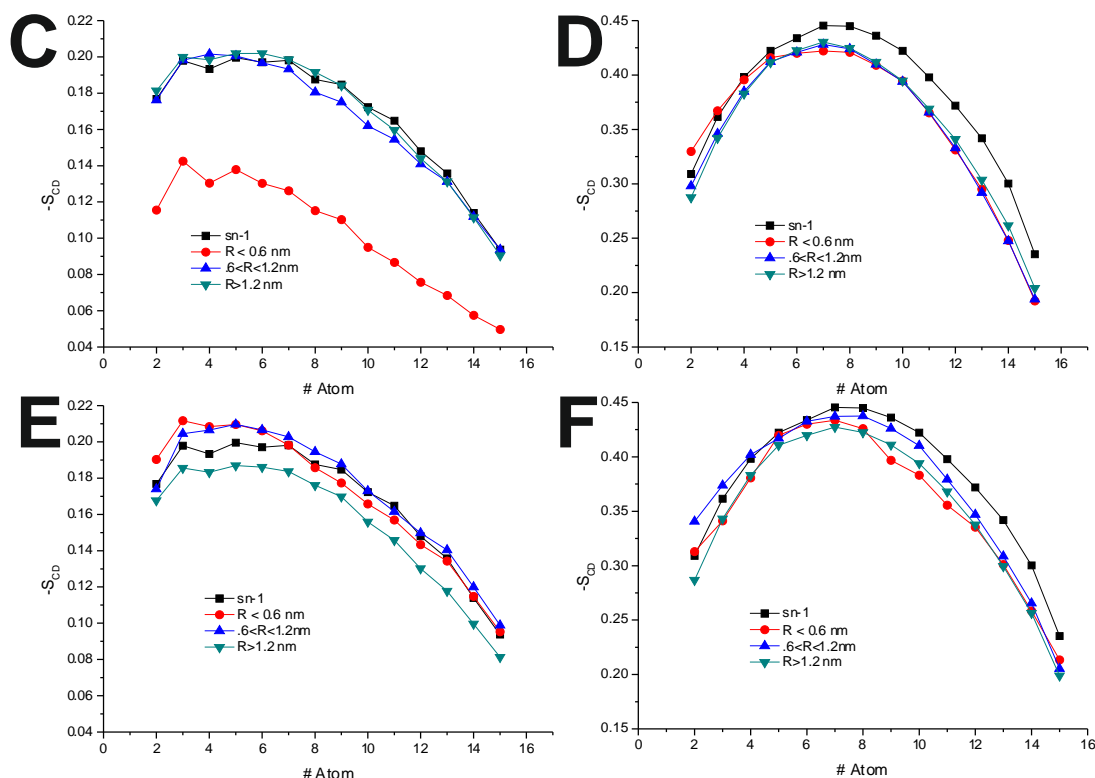 C
0.22
0.20
0.18
0.16
0.14
0.12
0.10
0.08
0.06
0.04
-S_CD
sn-1
R < 0.6 nm
.6<R<1.2nm
R>1.2 nm
0 2 4 6 8 10 12 14 16
# Atom
D
0.45
0.40
0.35
0.30
0.25
0.20
0.15
-S_CD
sn-1
R < 0.6 nm
.6<R<1.2nm
R>1.2 nm
0 2 4 6 8 10 12 14 16
# Atom
E
0.22
0.20
0.18
0.16
0.14
0.12
0.10
0.08
0.06
0.04
-S_CD
sn-1
R < 0.6 nm
.6<R<1.2nm
R>1.2 nm
0 2 4 6 8 10 12 14 16
# Atom
F
0.45
0.40
0.35
0.30
0.25
0.20
0.15
-S_CD
sn-1
R < 0.6 nm
.6<R<1.2nm
R>1.2 nm
0 2 4 6 8 10 12 14 16
# Atom